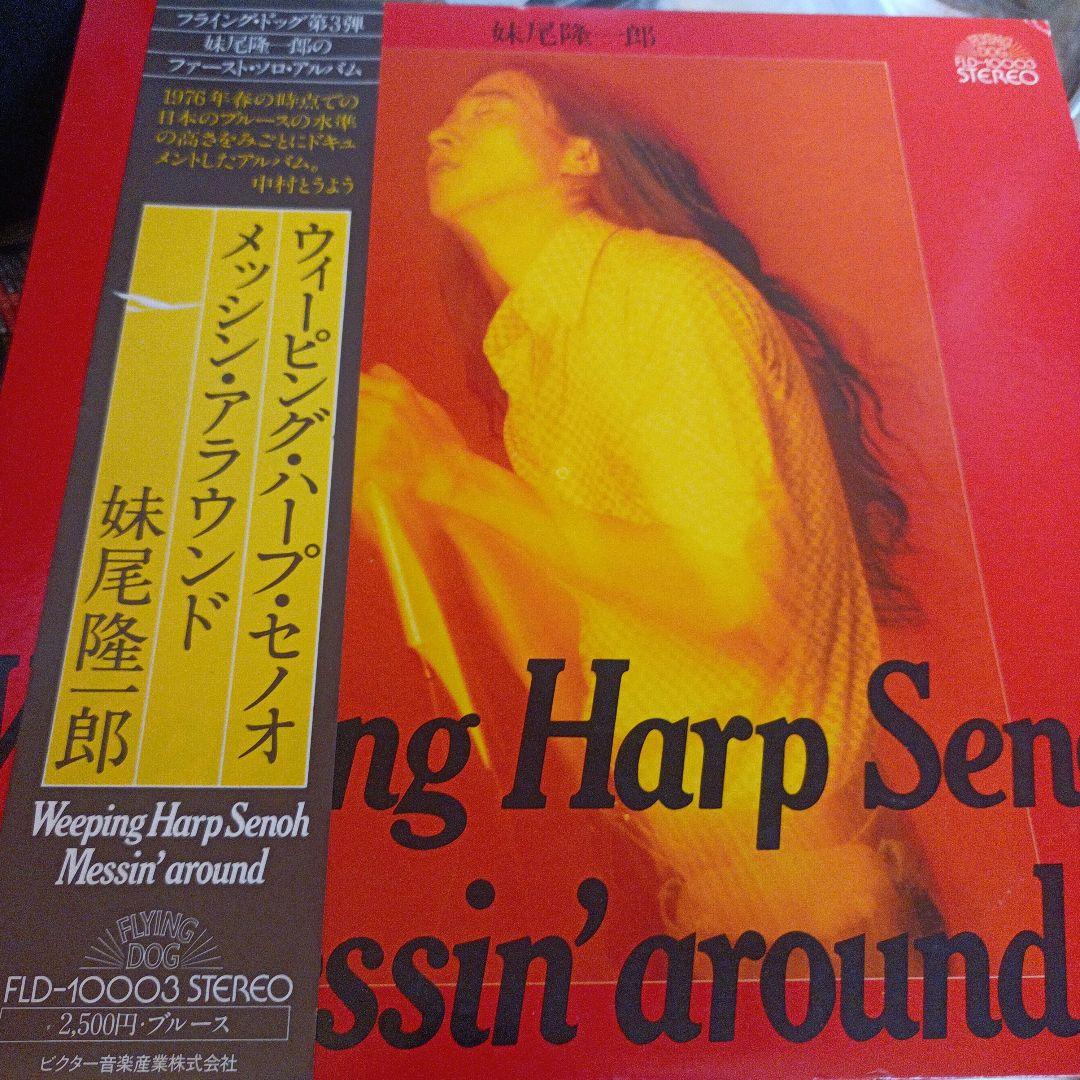 フライング・ドッグ第3弾
妹尾隆一郎の
ファースト・ソロ・アルバム
1976年春の時点での
日本のブルースの水準
の高さをみごとにドキュ
メントしたアルバム。
中村とうよう
ウィーピング・ハープ・セノオ
メッシン・アラウンド
妹尾隆一郎
Weeping Harp Senoh
Messin' around
FLYING
DOG
FLD-10003 STEREO
2,500円・ブルース
ビクター音楽産業株式会社
妹尾隆一郎
FLYING
DOG
FLD-10003
STEREO
ng Harp Sen
ssin' around